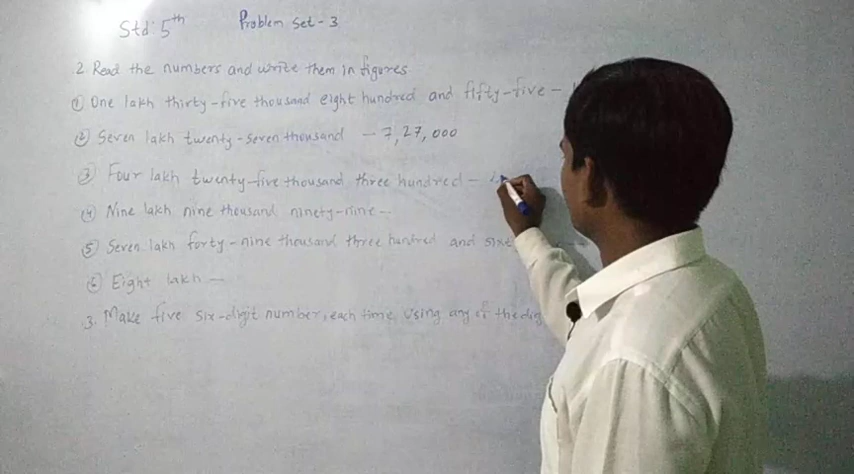 Std: 5th Problem Set - 3
2. Read the numbers and write them in figures.
① One lakh thirty-five thousand eight hundred and fifty-five -
② Seven lakh twenty-seven thousand - 7,27,000
③ Four lakh twenty-five thousand three hundred - 4
④ Nine lakh nine thousand ninety-nine -
⑤ Seven lakh forty-nine thousand three hundred and
⑥ Eight lakh -
3. Make five six-digit number, each time, using any of the